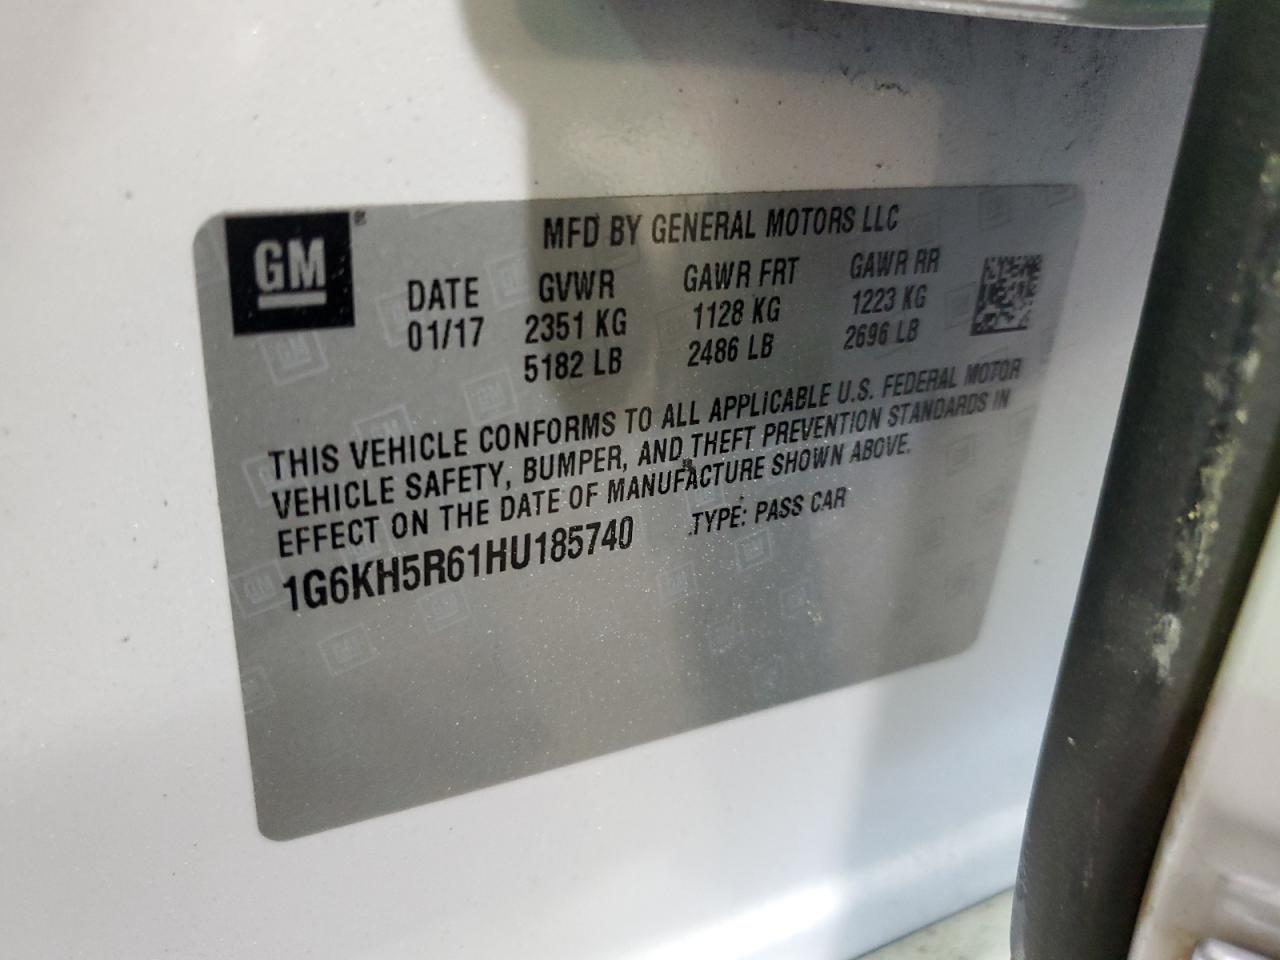 GM
MFD BY GENERAL MOTORS LLC
DATE GVWR GAWR FRT GAWR RR
01/17 2351 KG 1128 KG 1223 KG
5182 LB 2486 LB 2696 LB
THIS VEHICLE CONFORMS TO ALL APPLICABLE U.S. FEDERAL MOTOR
VEHICLE SAFETY, BUMPER, AND THEFT PREVENTION STANDARDS IN
EFFECT ON THE DATE OF MANUFACTURE SHOWN ABOVE.
1G6KH5R61HU185740 TYPE: PASS CAR